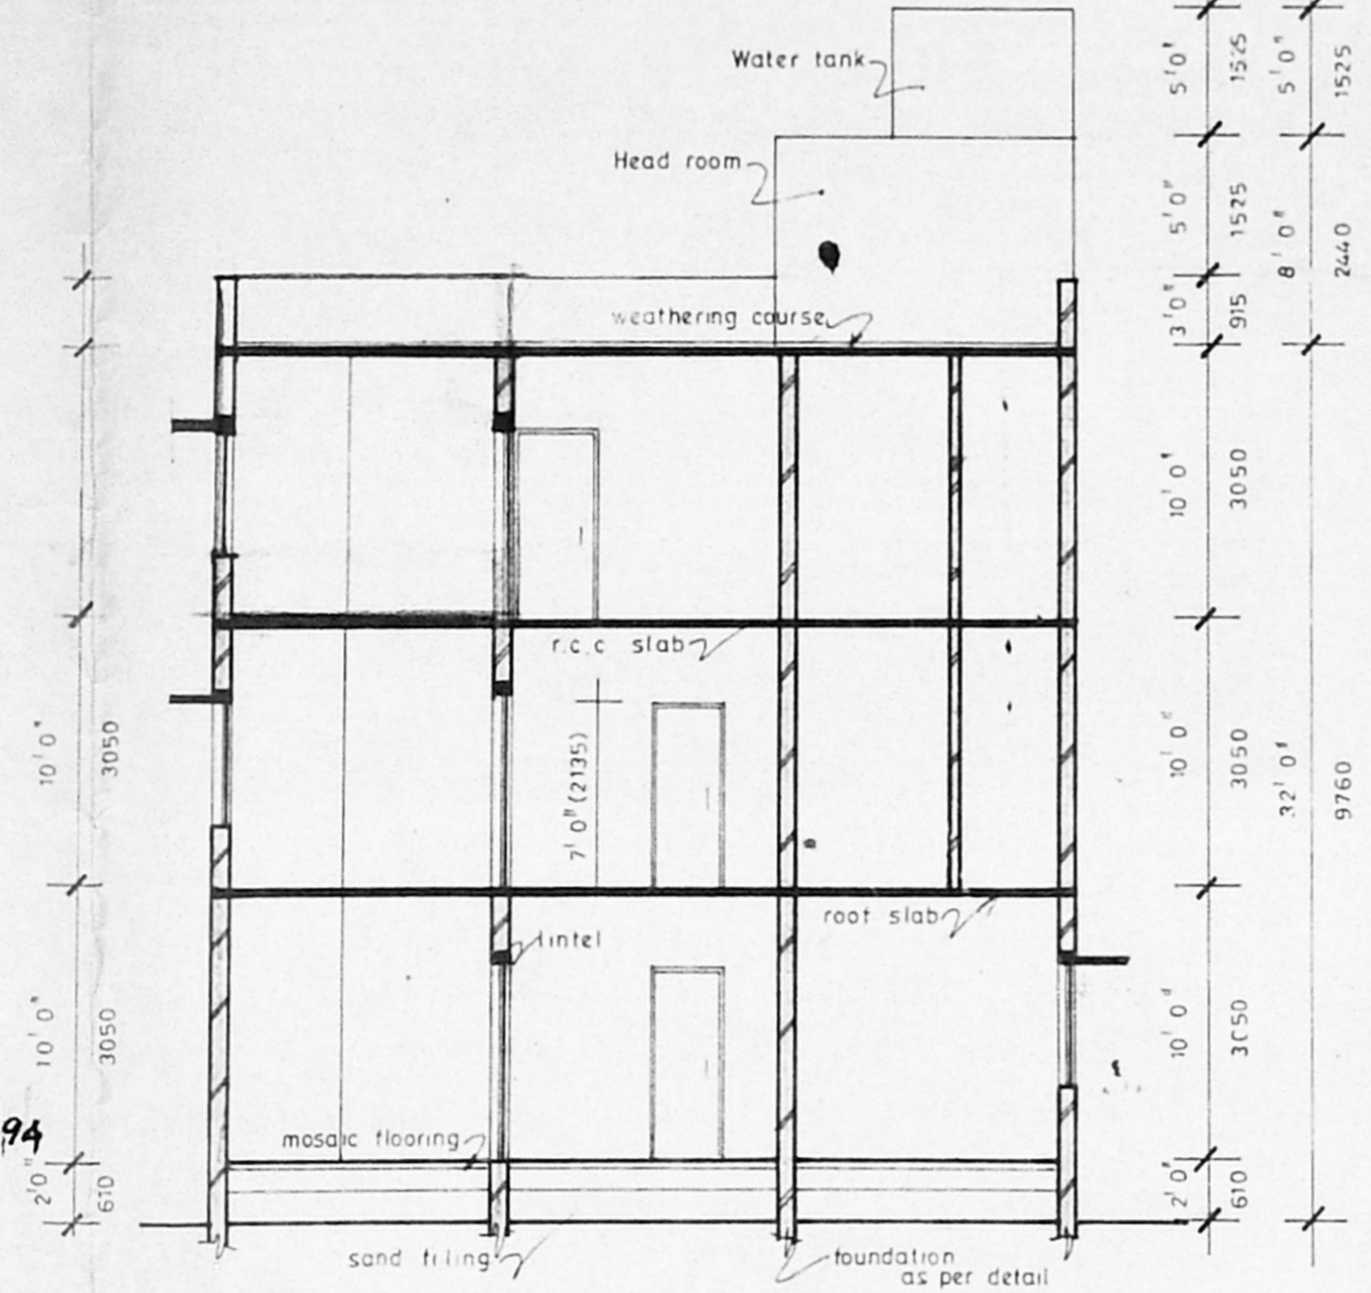 Water tank
Head room
weathering course
r.c.c slab
7'0"(2135)
root slab
lintel
mosaic flooring
sand filing
foundation
as per detail
10'0"
3050
10'0"
3050
94
2'0"
610
5'0"
1525
5'0"
1525
3'0"
915
10'0"
3050
10'0"
3050
10'0"
3050
2'0"
610
5'0"
1525
8'0"
2440
32'0"
9760